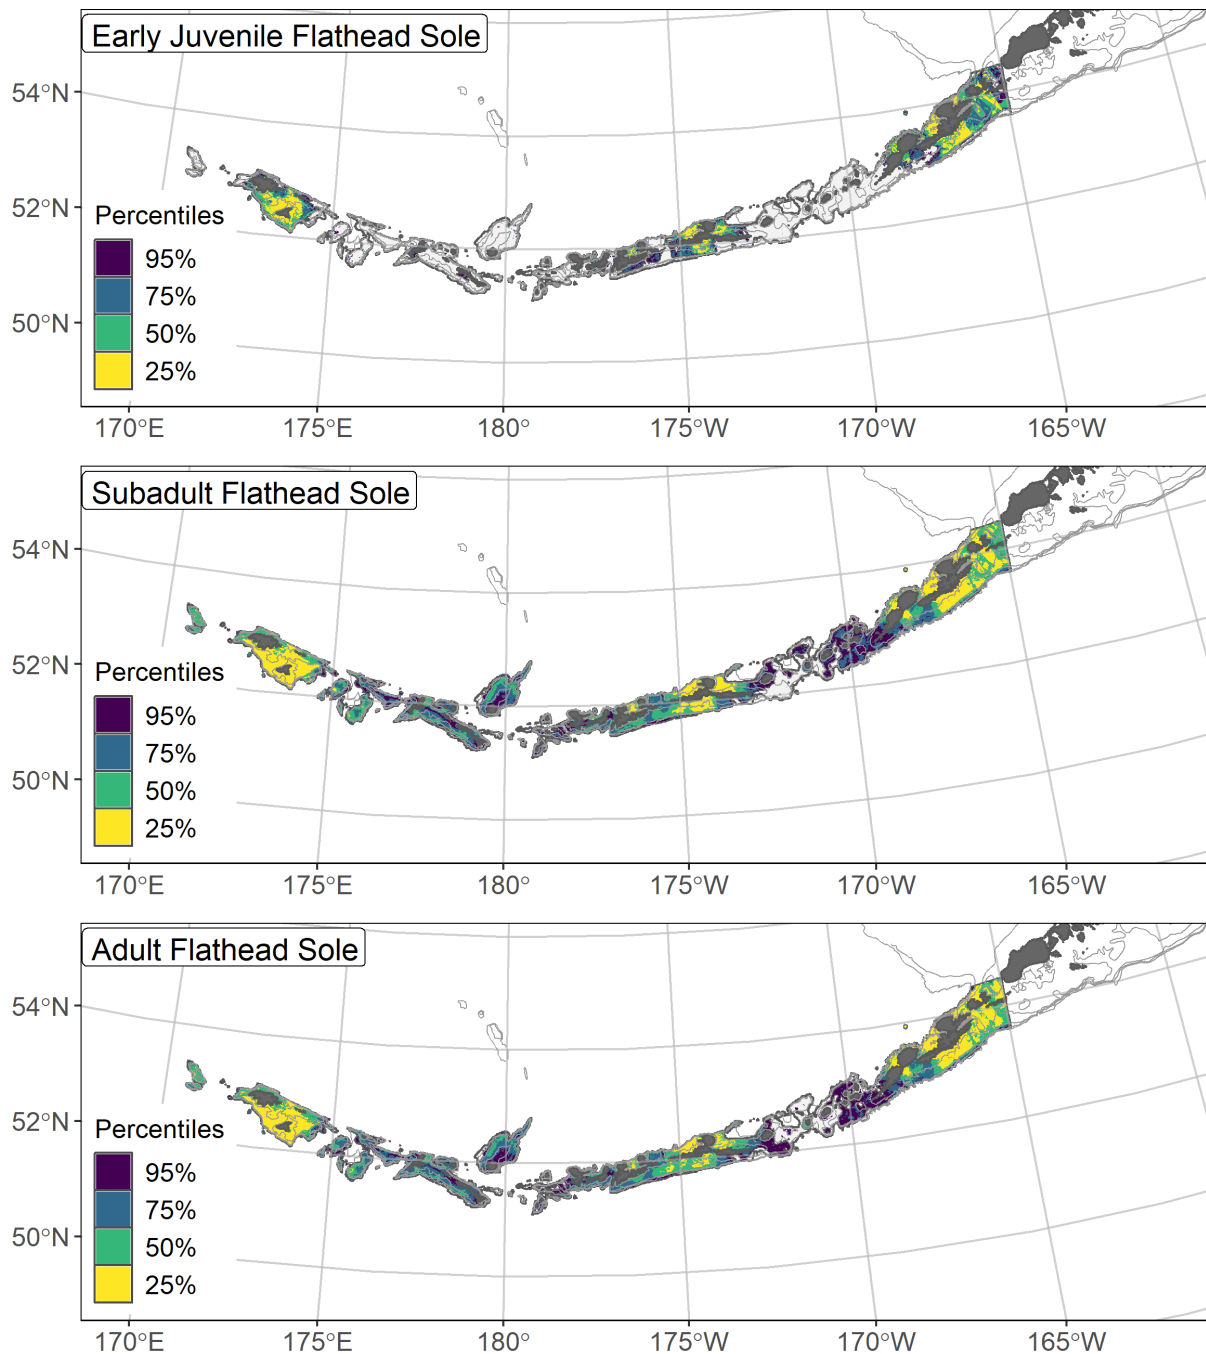 Early Juvenile Flathead Sole
54°N
52°N
50°N
Percentiles
95%
75%
50%
25%
170°E 175°E 180° 175°W 170°W 165°W
Subadult Flathead Sole
54°N
52°N
50°N
Percentiles
95%
75%
50%
25%
170°E 175°E 180° 175°W 170°W 165°W
Adult Flathead Sole
54°N
52°N
50°N
Percentiles
95%
75%
50%
25%
170°E 175°E 180° 175°W 170°W 165°W